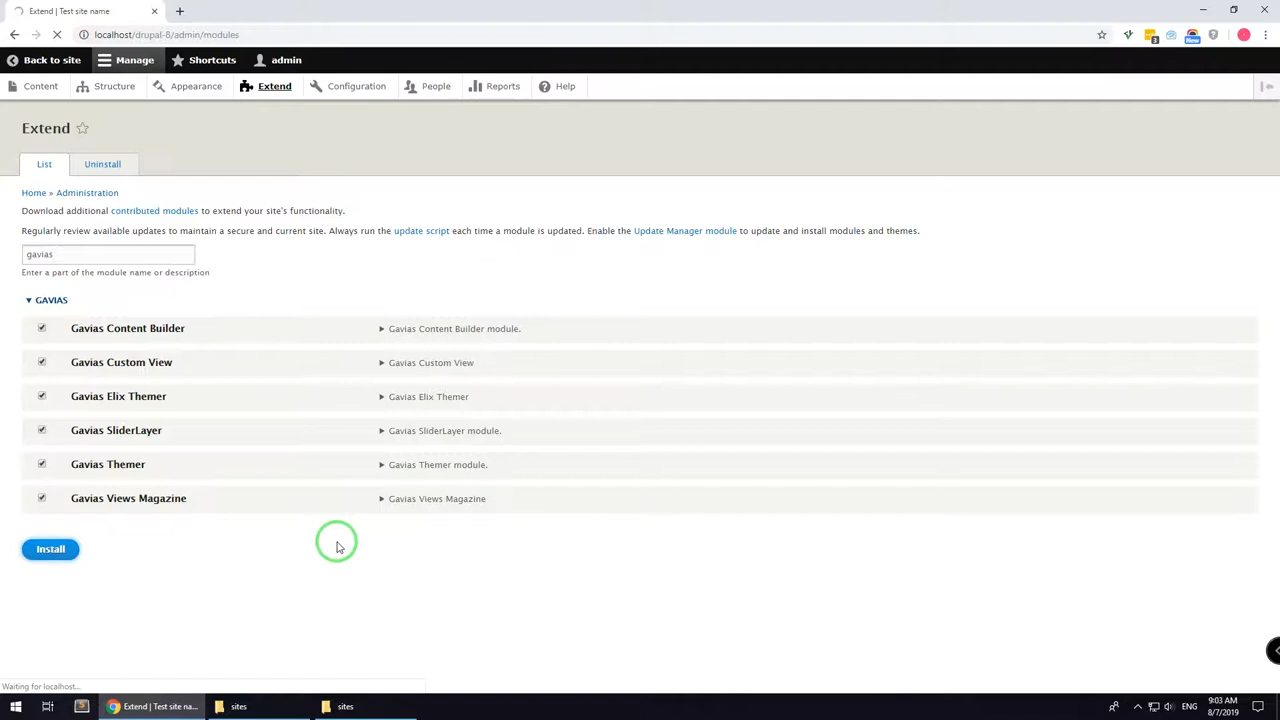 Extend | Test site name
localhost/drupal-8/admin/modules
3
New
Back to site
Manage
Shortcuts
admin
Content
Structure
Appearance
Extend
Configuration
People
Reports
Help
Extend
List
Uninstall
Home » Administration
Download additional contributed modules to extend your site's functionality.
Regularly review available updates to maintain a secure and current site. Always run the update script each time a module is updated. Enable the Update Manager module to update and install modules and themes.
gavias
Enter a part of the module name or description
GAVIAS
Gavias Content Builder
Gavias Content Builder module.
Gavias Custom View
Gavias Custom View
Gavias Elix Themer
Gavias Elix Themer
Gavias SliderLayer
Gavias SliderLayer module.
Gavias Themer
Gavias Themer module.
Gavias Views Magazine
Gavias Views Magazine
Install
Waiting for localhost...
Extend | Test site na...
sites
sites
ENG
9:03 AM
8/7/2019